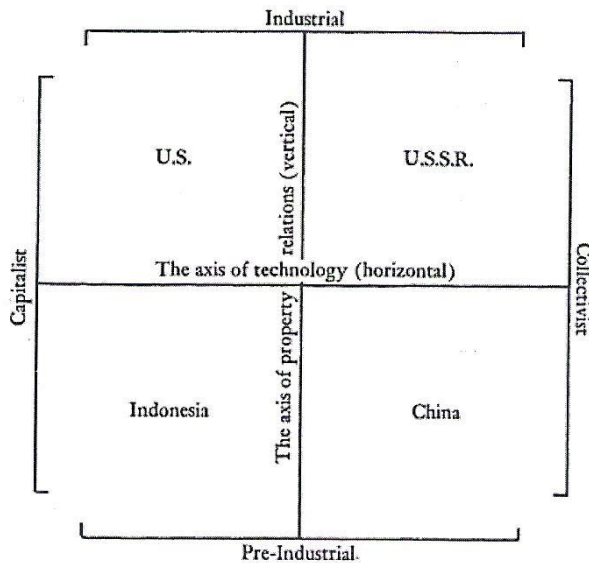 Industrial
U.S.
U.S.S.R.
relations (vertical)
The axis of technology (horizontal)
Capitalist
Collectivist
The axis of property
Indonesia
China
Pre-Industrial